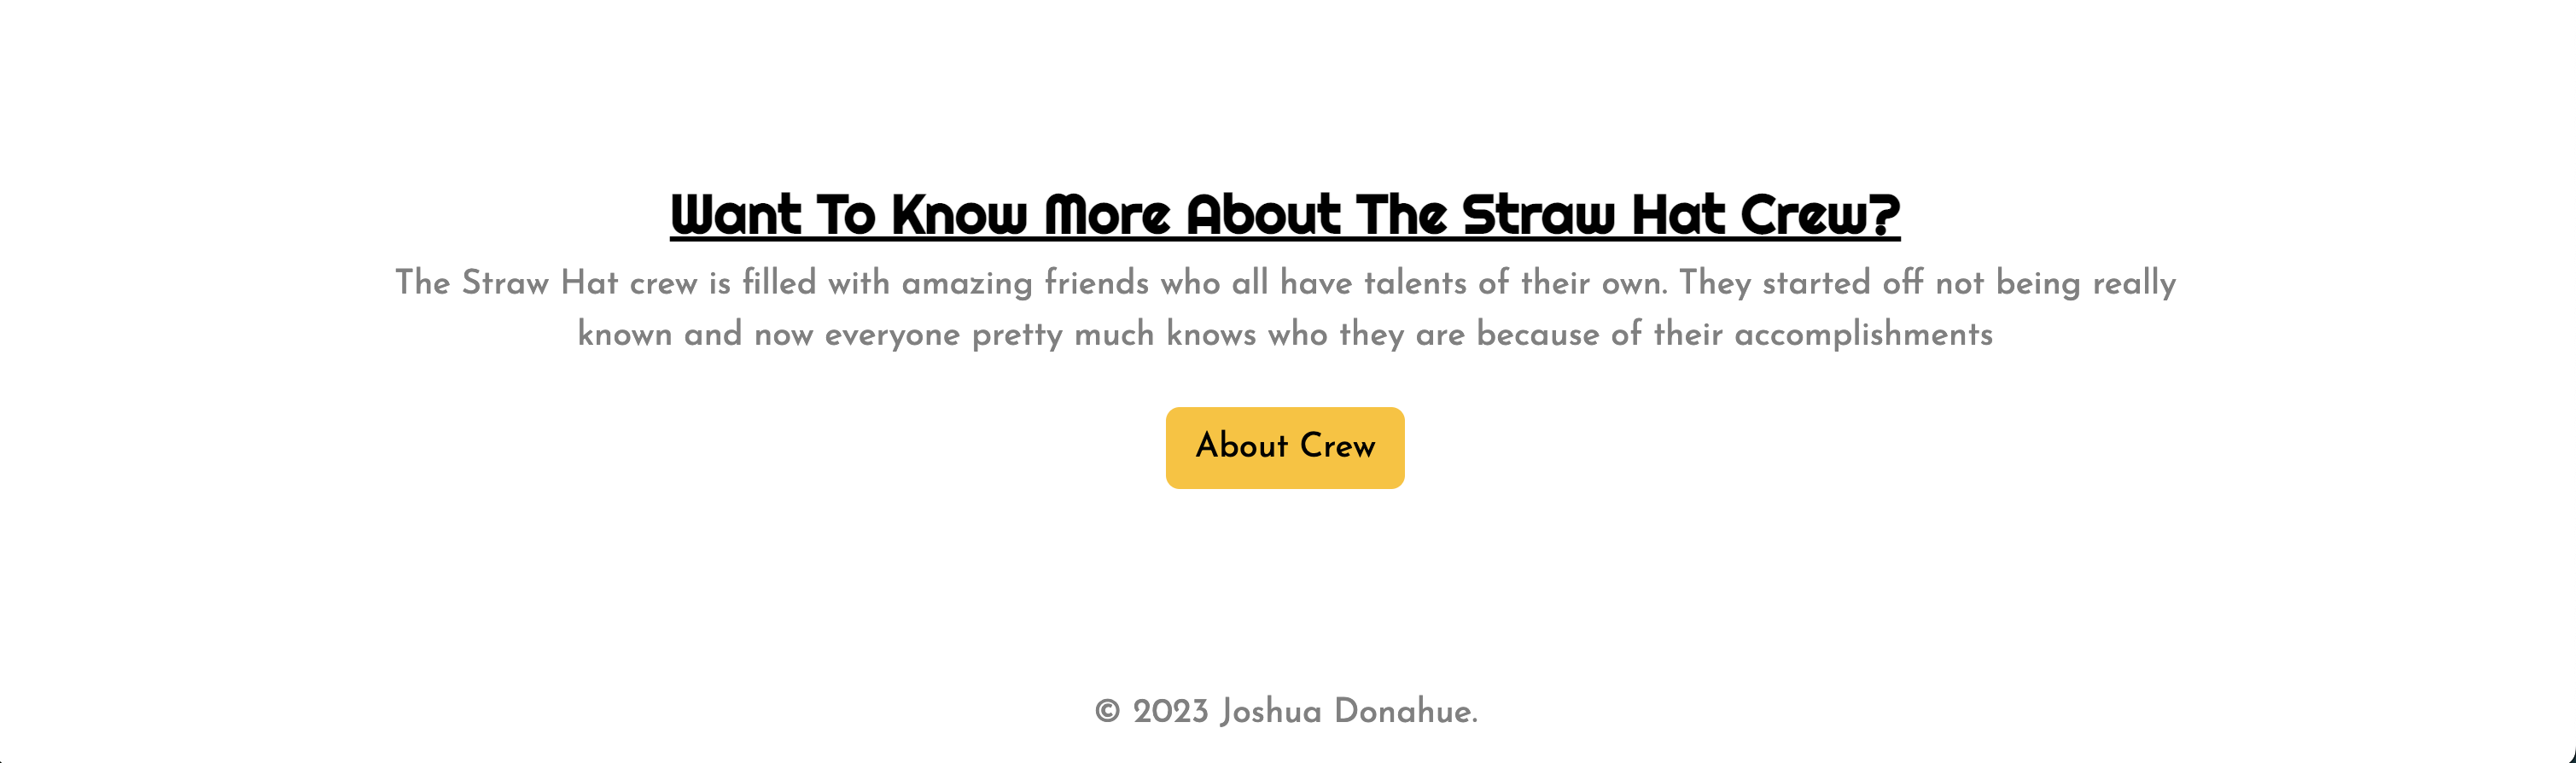 Want To Know More About The Straw Hat Crew?
The Straw Hat crew is filled with amazing friends who all have talents of their own. They started off not being really
known and now everyone pretty much knows who they are because of their accomplishments
About Crew
© 2023 Joshua Donahue.